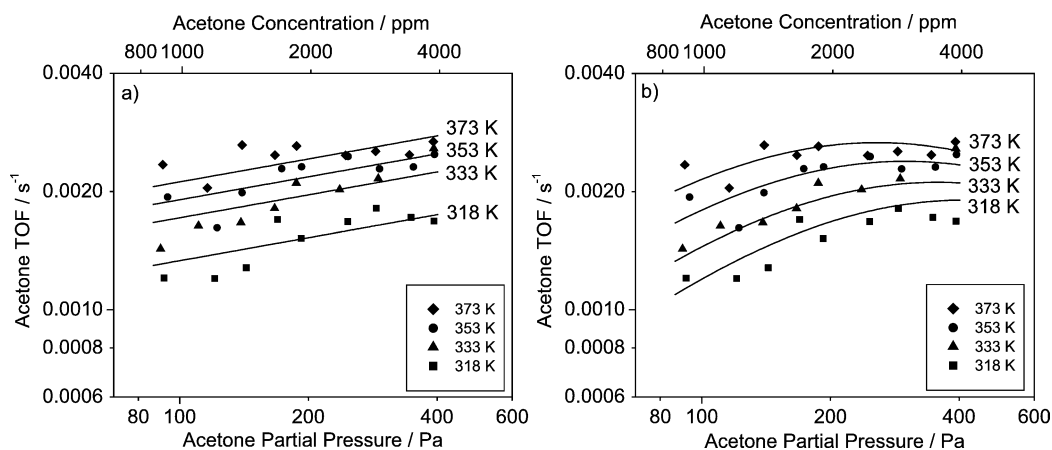 Acetone Concentration / ppm
800 1000 2000 4000
0.0040
0.0020
0.0010
0.0008
0.0006
Acetone TOF / s⁻¹
a)
373 K
353 K
333 K
318 K
373 K
353 K
333 K
318 K
80 100 200 400 600
Acetone Partial Pressure / Pa
Acetone Concentration / ppm
800 1000 2000 4000
0.0040
0.0020
0.0010
0.0008
0.0006
Acetone TOF / s⁻¹
b)
373 K
353 K
333 K
318 K
373 K
353 K
333 K
318 K
80 100 200 400 600
Acetone Partial Pressure / Pa